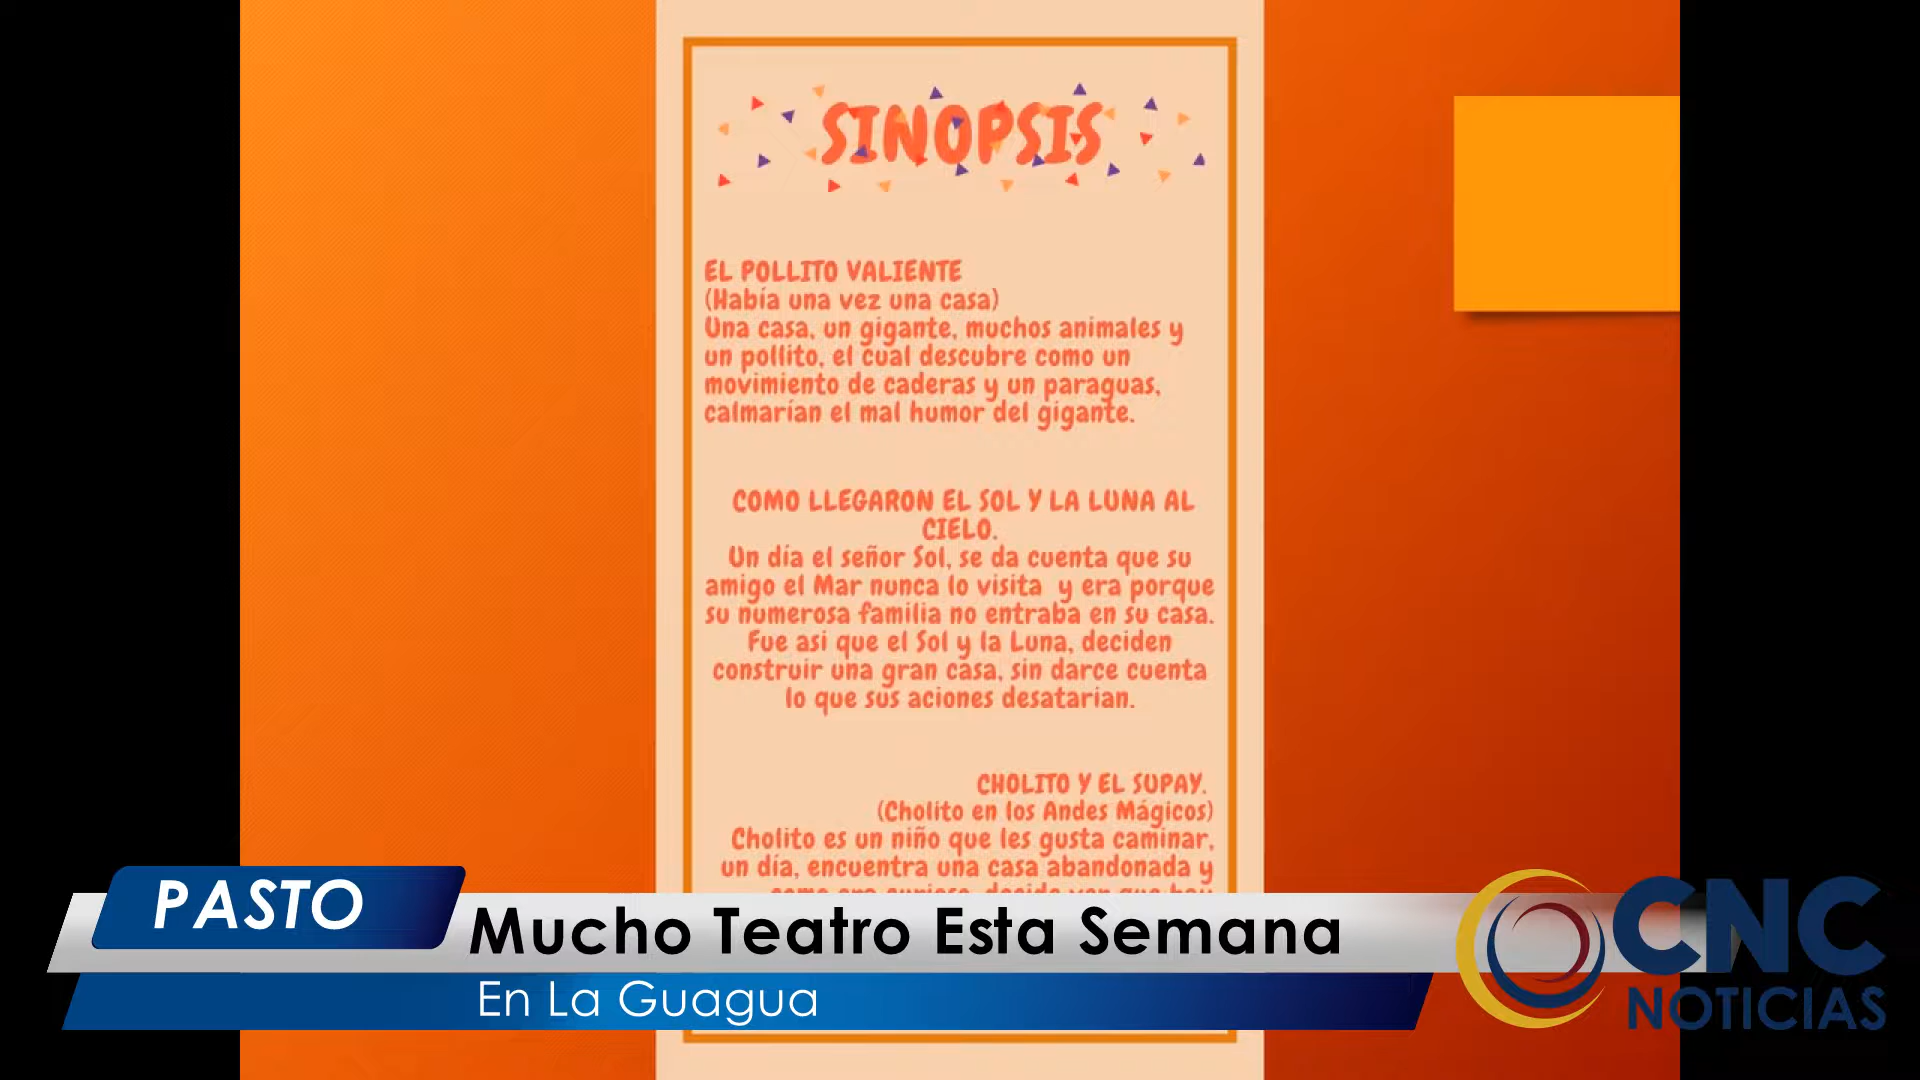 SINOPSIS
EL POLLITO VALIENTE
(Había una vez una casa)
Una casa, un gigante, muchos animales y
un pollito, el cual descubre como un
movimiento de caderas y un paraguas,
calmarían el mal humor del gigante.
COMO LLEGARON EL SOL Y LA LUNA AL
CIELO.
Un día el señor Sol, se da cuenta que su
amigo el Mar nunca lo visita y era porque
su numerosa familia no entraba en su casa.
Fue asi que el Sol y la Luna, deciden
construir una gran casa, sin darce cuenta
lo que sus aciones desatarian.
CHOLITO Y EL SUPAY.
(Cholito en los Andes Mágicos)
Cholito es un niño que les gusta caminar,
un día, encuentra una casa abandonada y
PASTO
Mucho Teatro Esta Semana
En La Guagua
CNC
NOTICIAS